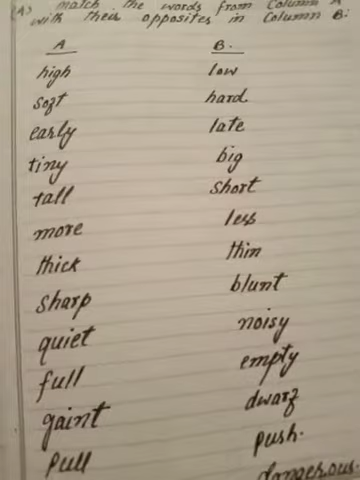 (A) match the words from Column A
with their opposites in Column B:
A B.
high low
soft hard
early late
tiny big
tall short
more less
thick thin
sharp blunt
quiet noisy
full empty
gaint dwarf
Pull push.
dangerous.